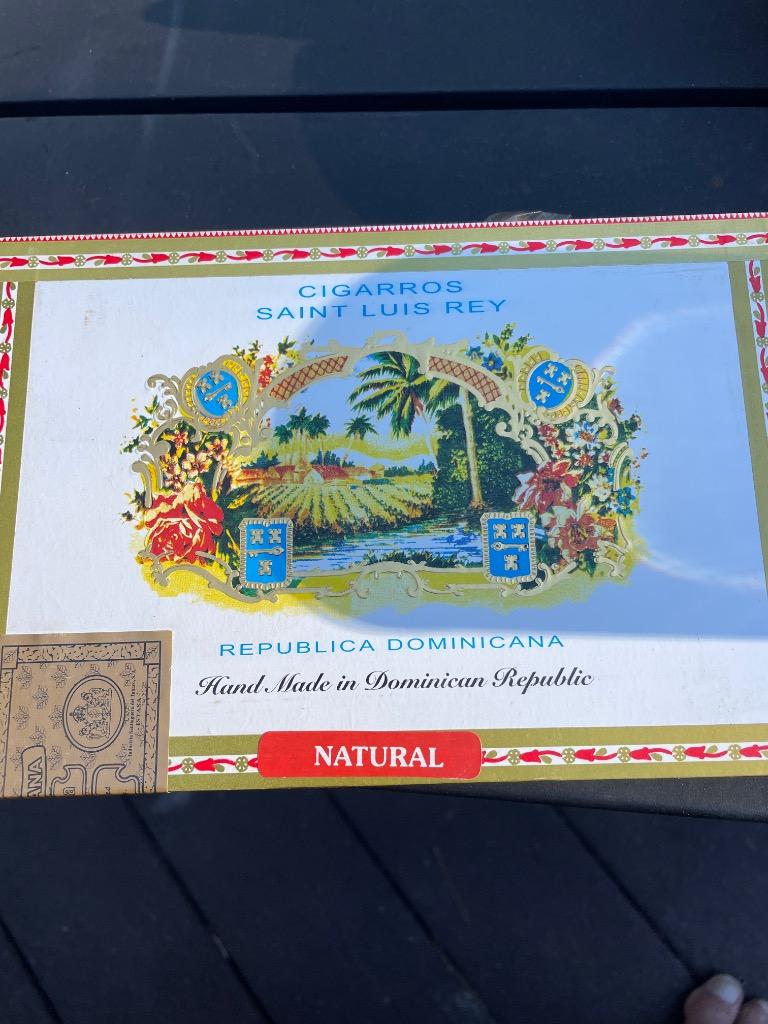 CIGARROS
SAINT LUIS REY
REPUBLICA DOMINICANA
Hand Made in Dominican Republic
NATURAL